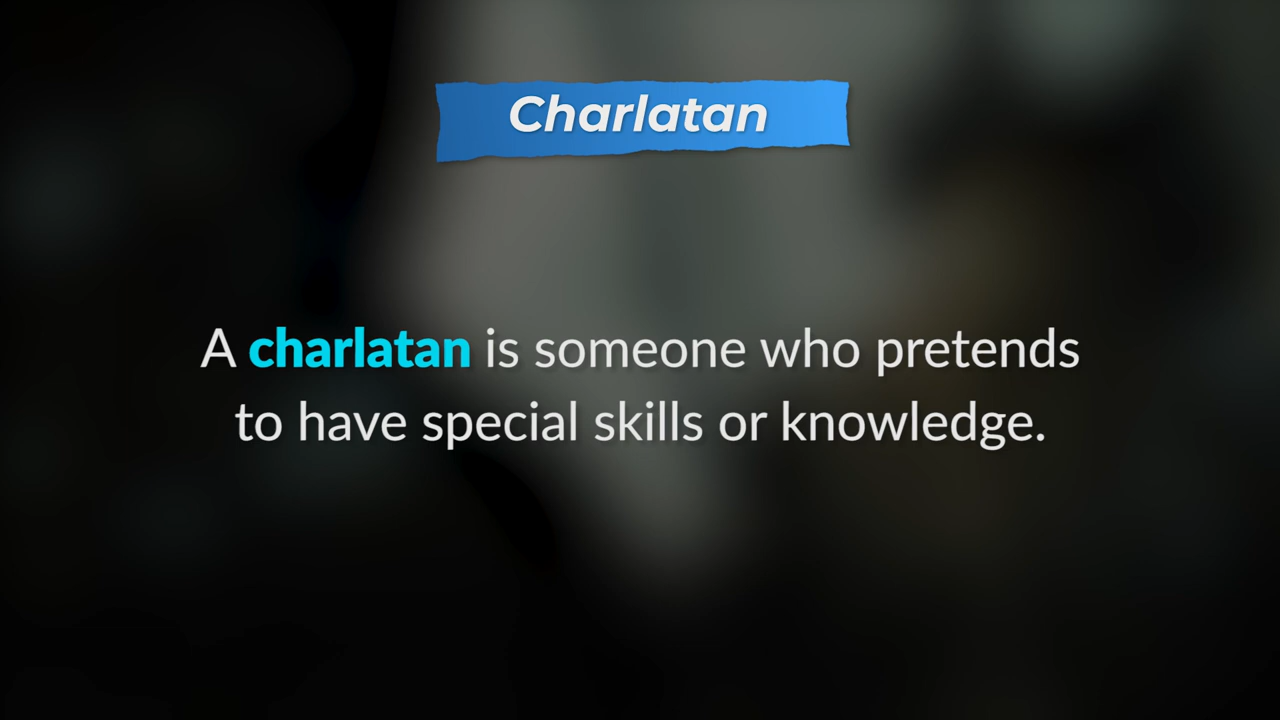 Charlatan
A charlatan is someone who pretends
to have special skills or knowledge.